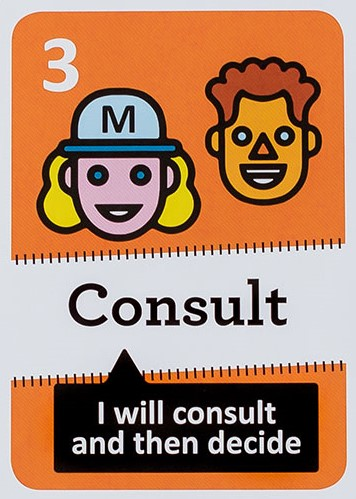 3
M
Consult
I will consult
and then decide